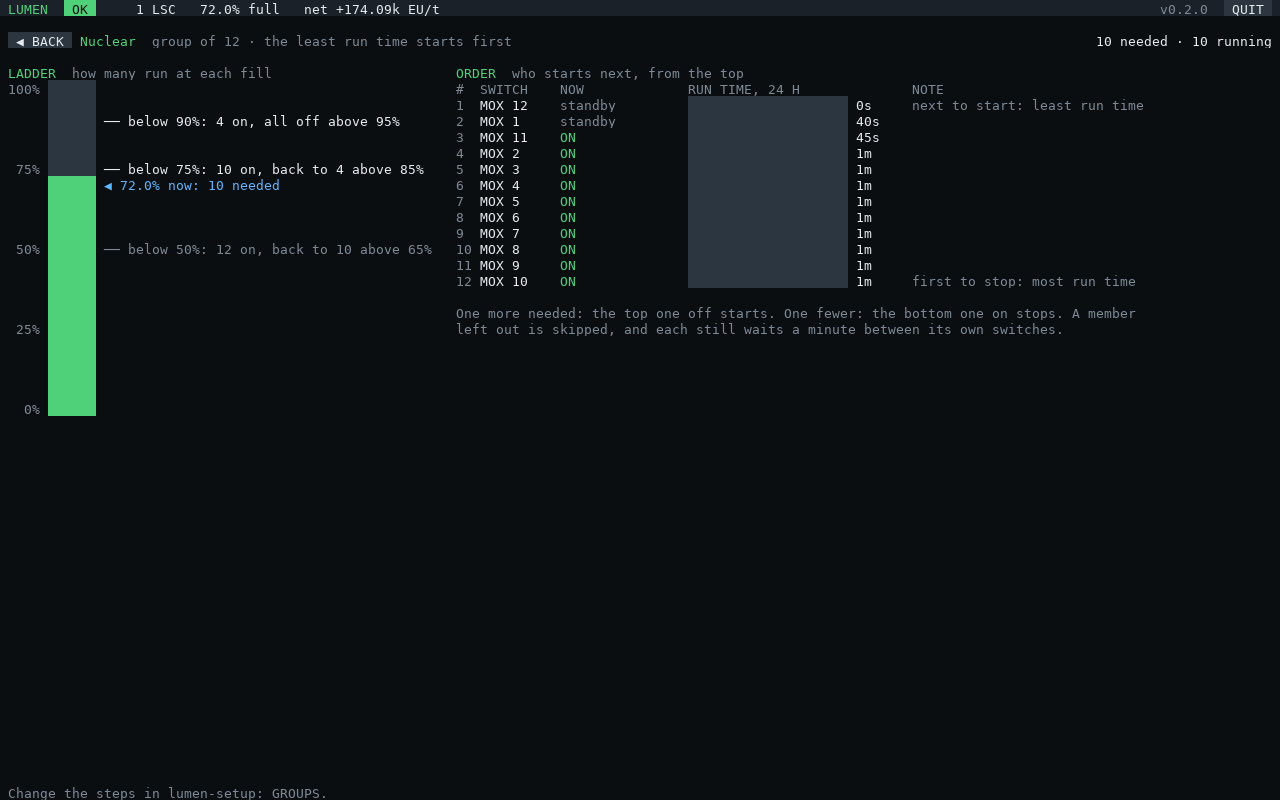 LUMEN OK 1 LSC 72.0% full net +174.09k EU/t v0.2.0 QUIT
◀ BACK Nuclear group of 12 · the least run time starts first 10 needed · 10 running
LADDER how many run at each fill
100%
── below 90%: 4 on, all off above 95%
75% ── below 75%: 10 on, back to 4 above 85%
◀ 72.0% now: 10 needed
50% ── below 50%: 12 on, back to 10 above 65%
25%
0%
ORDER who starts next, from the top
# SWITCH NOW RUN TIME, 24 H NOTE
1 MOX 12 standby 0s next to start: least run time
2 MOX 1 standby 40s
3 MOX 11 ON 45s
4 MOX 2 ON 1m
5 MOX 3 ON 1m
6 MOX 4 ON 1m
7 MOX 5 ON 1m
8 MOX 6 ON 1m
9 MOX 7 ON 1m
10 MOX 8 ON 1m
11 MOX 9 ON 1m
12 MOX 10 ON 1m first to stop: most run time
One more needed: the top one off starts. One fewer: the bottom one on stops. A member
left out is skipped, and each still waits a minute between its own switches.
Change the steps in lumen-setup: GROUPS.